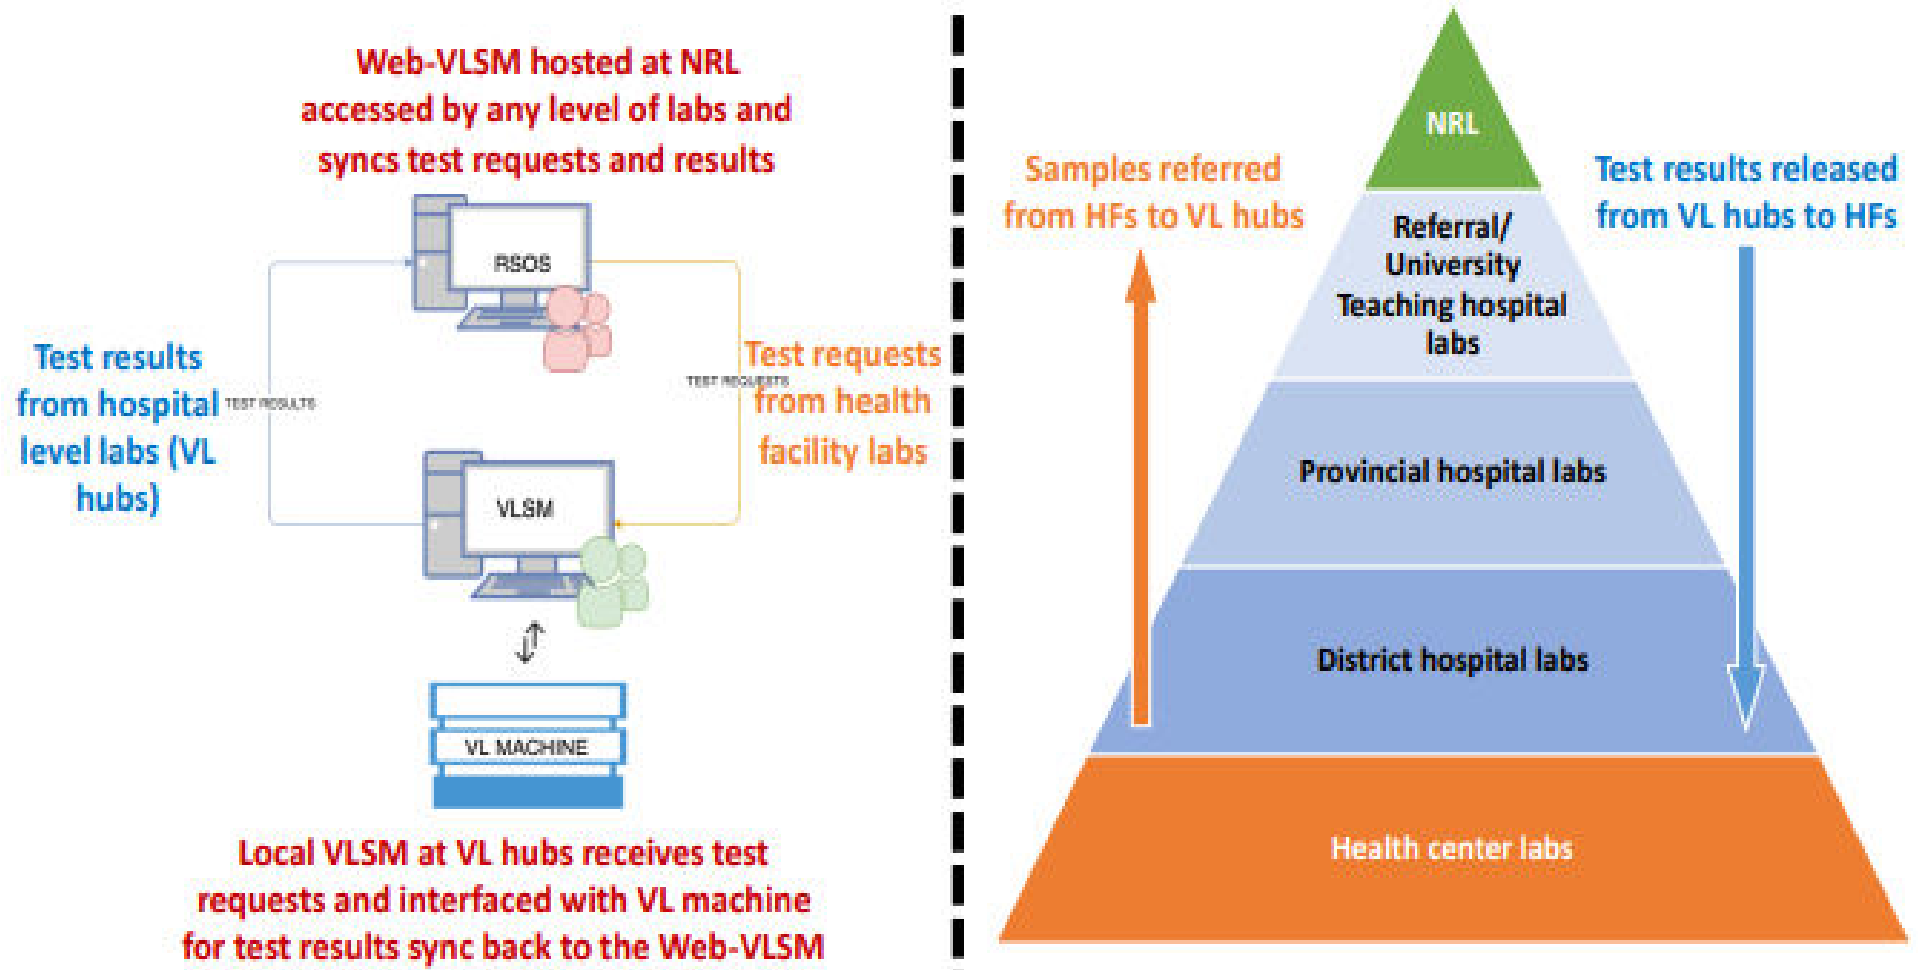 Web-VLSM hosted at NRL
accessed by any level of labs and
syncs test requests and results
RSOS
Test results
from hospital
level labs (VL
hubs)
TEST RESULTS
Test requests
TEST REQUESTS
from health
facility labs
VLSM
VL MACHINE
Local VLSM at VL hubs receives test
requests and interfaced with VL machine
for test results sync back to the Web-VLSM
NRL
Samples referred
from HFs to VL hubs
Test results released
from VL hubs to HFs
Referral/
University
Teaching hospital
labs
Provincial hospital labs
District hospital labs
Health center labs